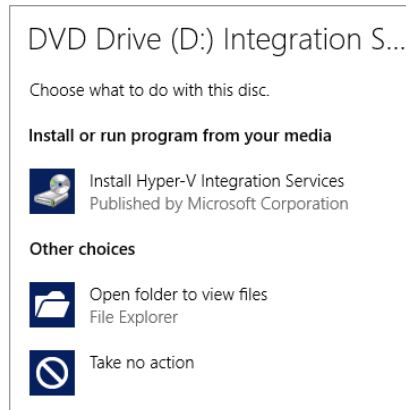 DVD Drive (D:) Integration S...
Choose what to do with this disc.
Install or run program from your media
Install Hyper-V Integration Services
Published by Microsoft Corporation
Other choices
Open folder to view files
File Explorer
Take no action